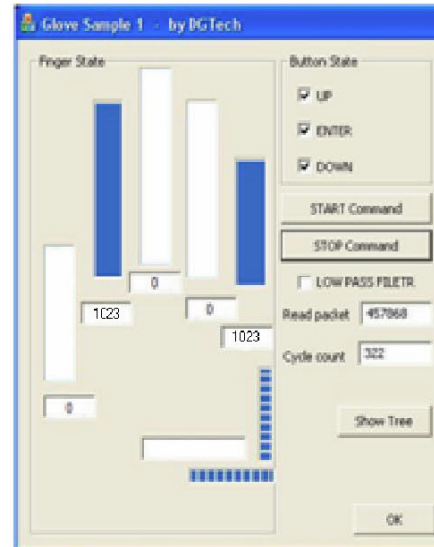 Glove Sample 1 - by DGTech
Finger State
0
1023
0
1023
0
Button State
UP
ENTER
DOWN
START Command
STOP Command
LOW PASS FILETR
Read packet 457868
Cycle count 322
Show Tree
OK